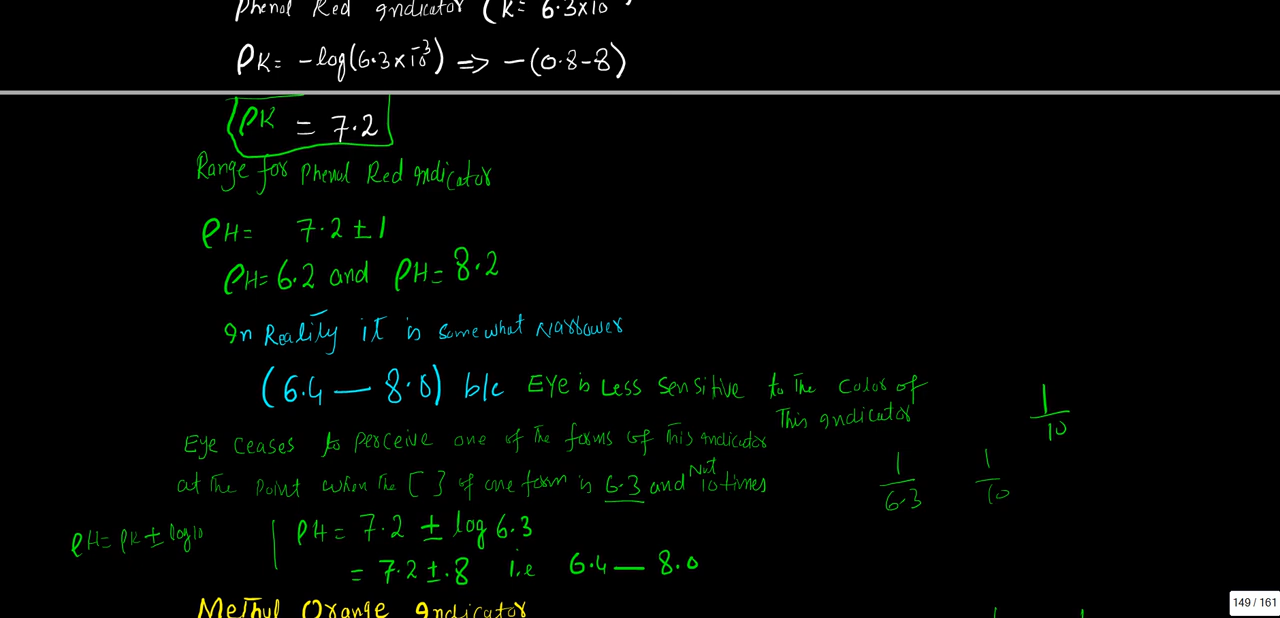 Phenol Red Indicator (K = 6.3x10
PK = -log(6.3x10⁻³) => -(0.8-8)
PK = 7.2
Range for Phenol Red Indicator
PH = 7.2 ± 1
PH = 6.2 and PH = 8.2
In Reality it is somewhat Narrower
(6.4 — 8.0) b/c Eye is Less sensitive to the color of
This Indicator
1/10
Eye ceases to perceive one of the forms of this indicator
at the point when the [ ] of one form is 6.3 and Not 10 times
1/6.3 1/10
PH = PK ± log10
PH = 7.2 ± log 6.3
= 7.2 ± .8 i.e 6.4 — 8.0
Methyl Orange Indicator
149 / 161